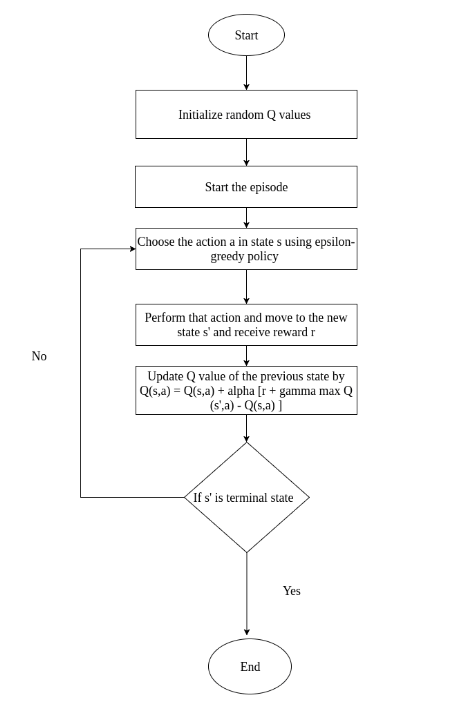 Start
Initialize random Q values
Start the episode
Choose the action a in state s using epsilon-
greedy policy
Perform that action and move to the new
state s' and receive reward r
No
Update Q value of the previous state by
Q(s,a) = Q(s,a) + alpha [r + gamma max Q
(s',a) - Q(s,a) ]
If s' is terminal state
Yes
End